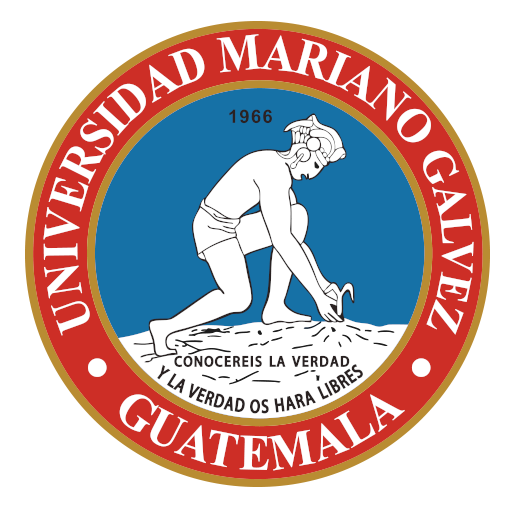 UNIVERSIDAD MARIANO GALVEZ
1966
CONOCEREIS LA VERDAD
Y LA VERDAD OS HARA LIBRES
GUATEMALA